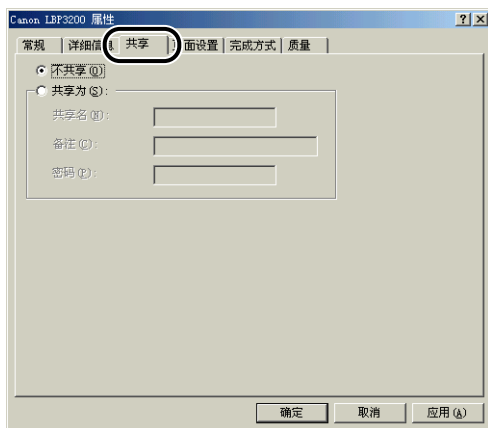 Canon LBP3200 属性
常规 详细信息 共享 页面设置 完成方式 质量
不共享(O)
共享为(S):
共享名(N):
备注(C):
密码(P):
确定 取消 应用(A)